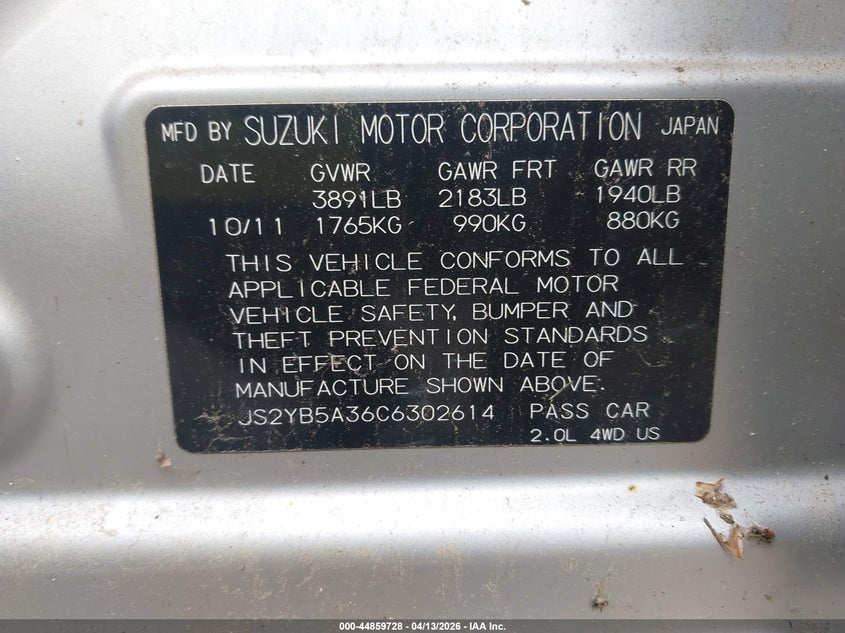 MFD BY SUZUKI MOTOR CORPORATION JAPAN
DATE GVWR GAWR FRT GAWR RR
3891LB 2183LB 1940LB
10/11 1765KG 990KG 880KG
THIS VEHICLE CONFORMS TO ALL
APPLICABLE FEDERAL MOTOR
VEHICLE SAFETY, BUMPER AND
THEFT PREVENTION STANDARDS
IN EFFECT ON THE DATE OF
MANUFACTURE SHOWN ABOVE.
JS2YB5A36C6302614 PASS CAR
2.0L 4WD US
000-44859728 - 04/13/2026 - IAA Inc.